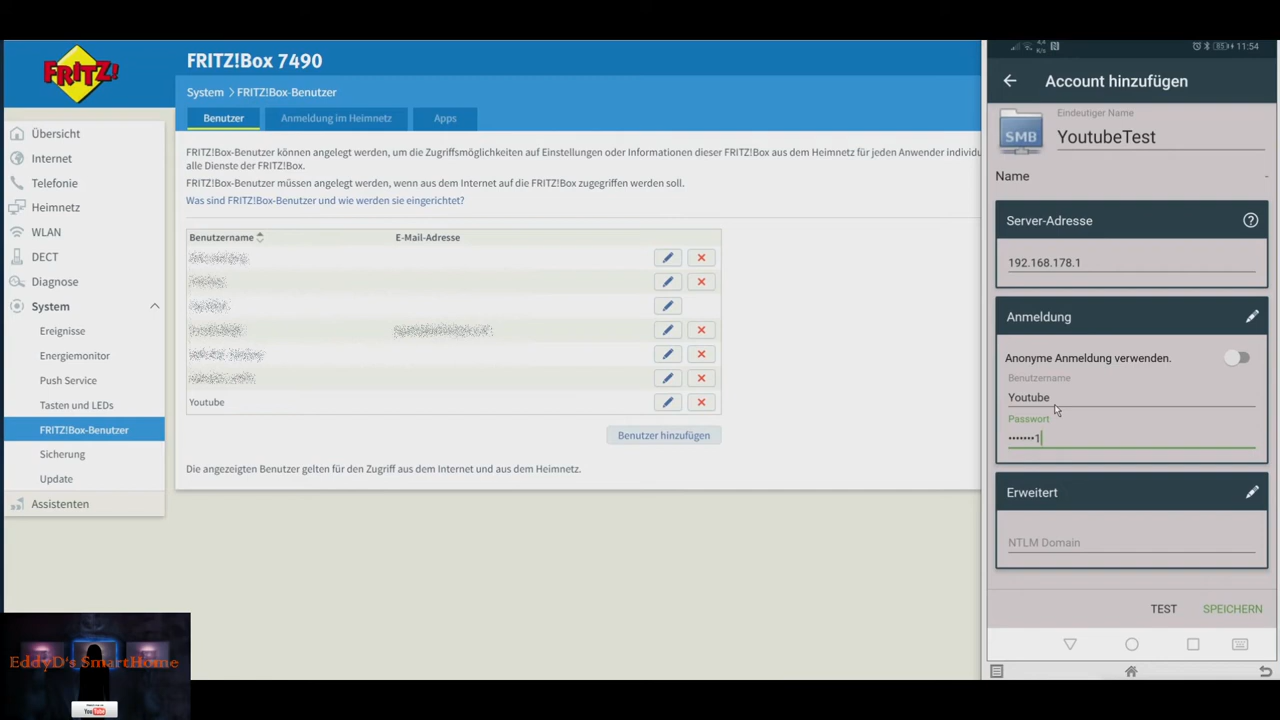 FRITZ!
FRITZ!Box 7490
System > FRITZ!Box-Benutzer
Benutzer
Anmeldung im Heimnetz
Apps
Übersicht
Internet
Telefonie
Heimnetz
WLAN
DECT
Diagnose
System
Ereignisse
Energiemonitor
Push Service
Tasten und LEDs
FRITZ!Box-Benutzer
Sicherung
Update
Assistenten
FRITZ!Box-Benutzer können angelegt werden, um die Zugriffsmöglichkeiten auf Einstellungen oder Informationen dieser FRITZ!Box aus dem Heimnetz für jeden Anwender individu
alle Dienste der FRITZ!Box.
FRITZ!Box-Benutzer müssen angelegt werden, wenn aus dem Internet auf die FRITZ!Box zugegriffen werden soll.
Was sind FRITZ!Box-Benutzer und wie werden sie eingerichtet?
Benutzername E-Mail-Adresse
Youtube
Benutzer hinzufügen
Die angezeigten Benutzer gelten für den Zugriff aus dem Internet und aus dem Heimnetz.
EddyD's SmartHome
You Tube
85 11:54
Account hinzufügen
SMB
Eindeutiger Name
YoutubeTest
Name -
Server-Adresse
192.168.178.1
Anmeldung
Anonyme Anmeldung verwenden.
Benutzername
Youtube
Passwort
•••••••1
Erweitert
NTLM Domain
TEST SPEICHERN